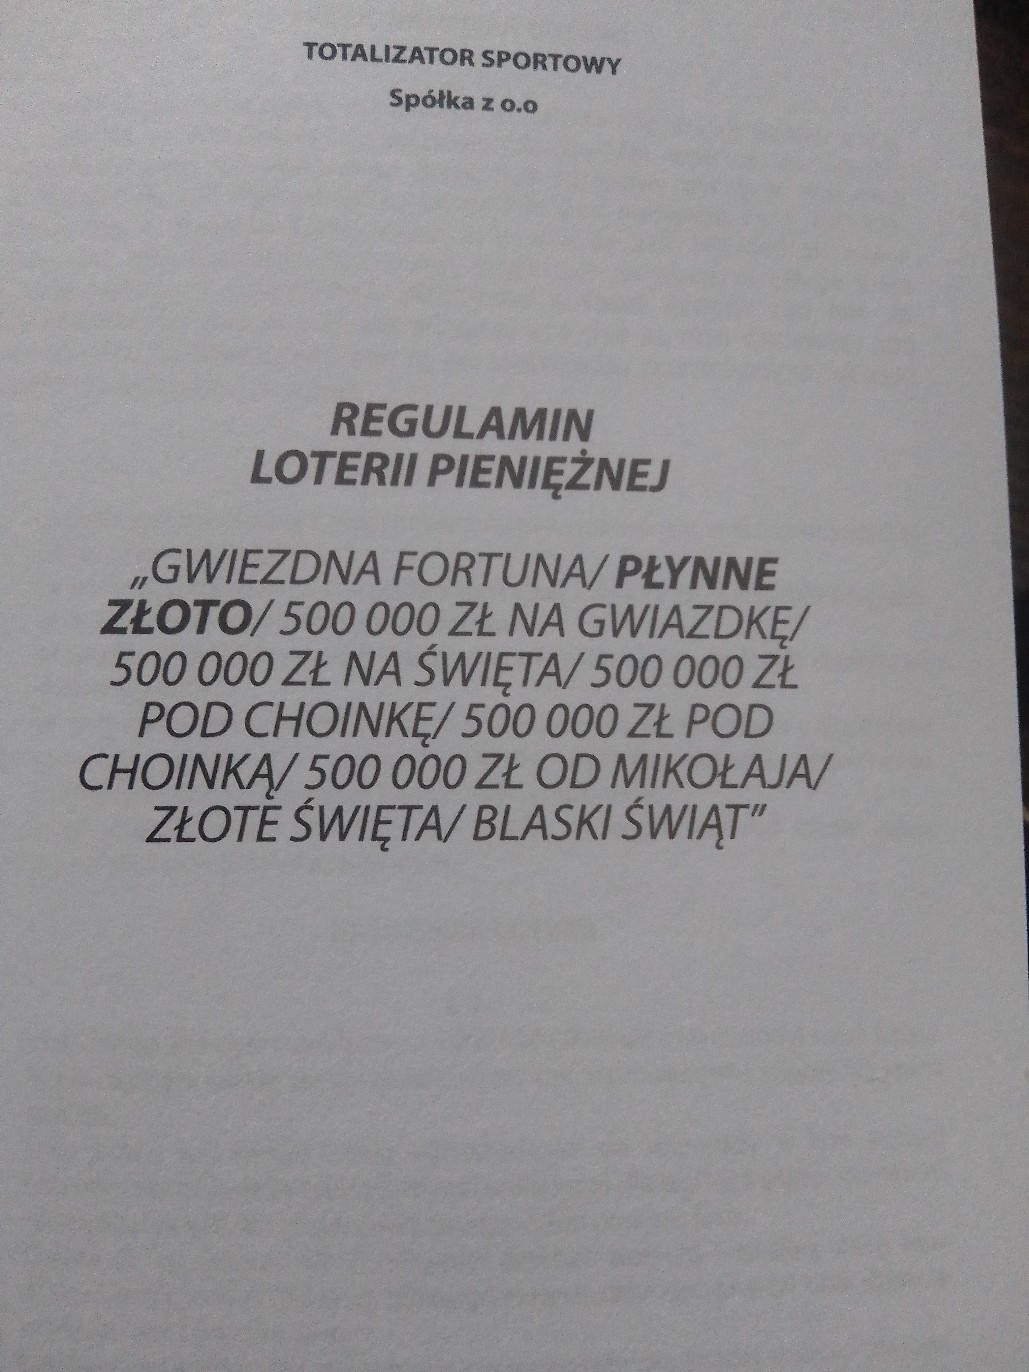 TOTALIZATOR SPORTOWY
Spółka z o.o
REGULAMIN
LOTERII PIENIĘŻNEJ
„GWIEZDNA FORTUNA/ PŁYNNE
ZŁOTO/ 500 000 ZŁ NA GWIAZDKĘ/
500 000 ZŁ NA ŚWIĘTA/ 500 000 ZŁ
POD CHOINKĘ/ 500 000 ZŁ POD
CHOINKĄ/ 500 000 ZŁ OD MIKOŁAJA/
ZŁOTE ŚWIĘTA/ BLASKI ŚWIĄT”